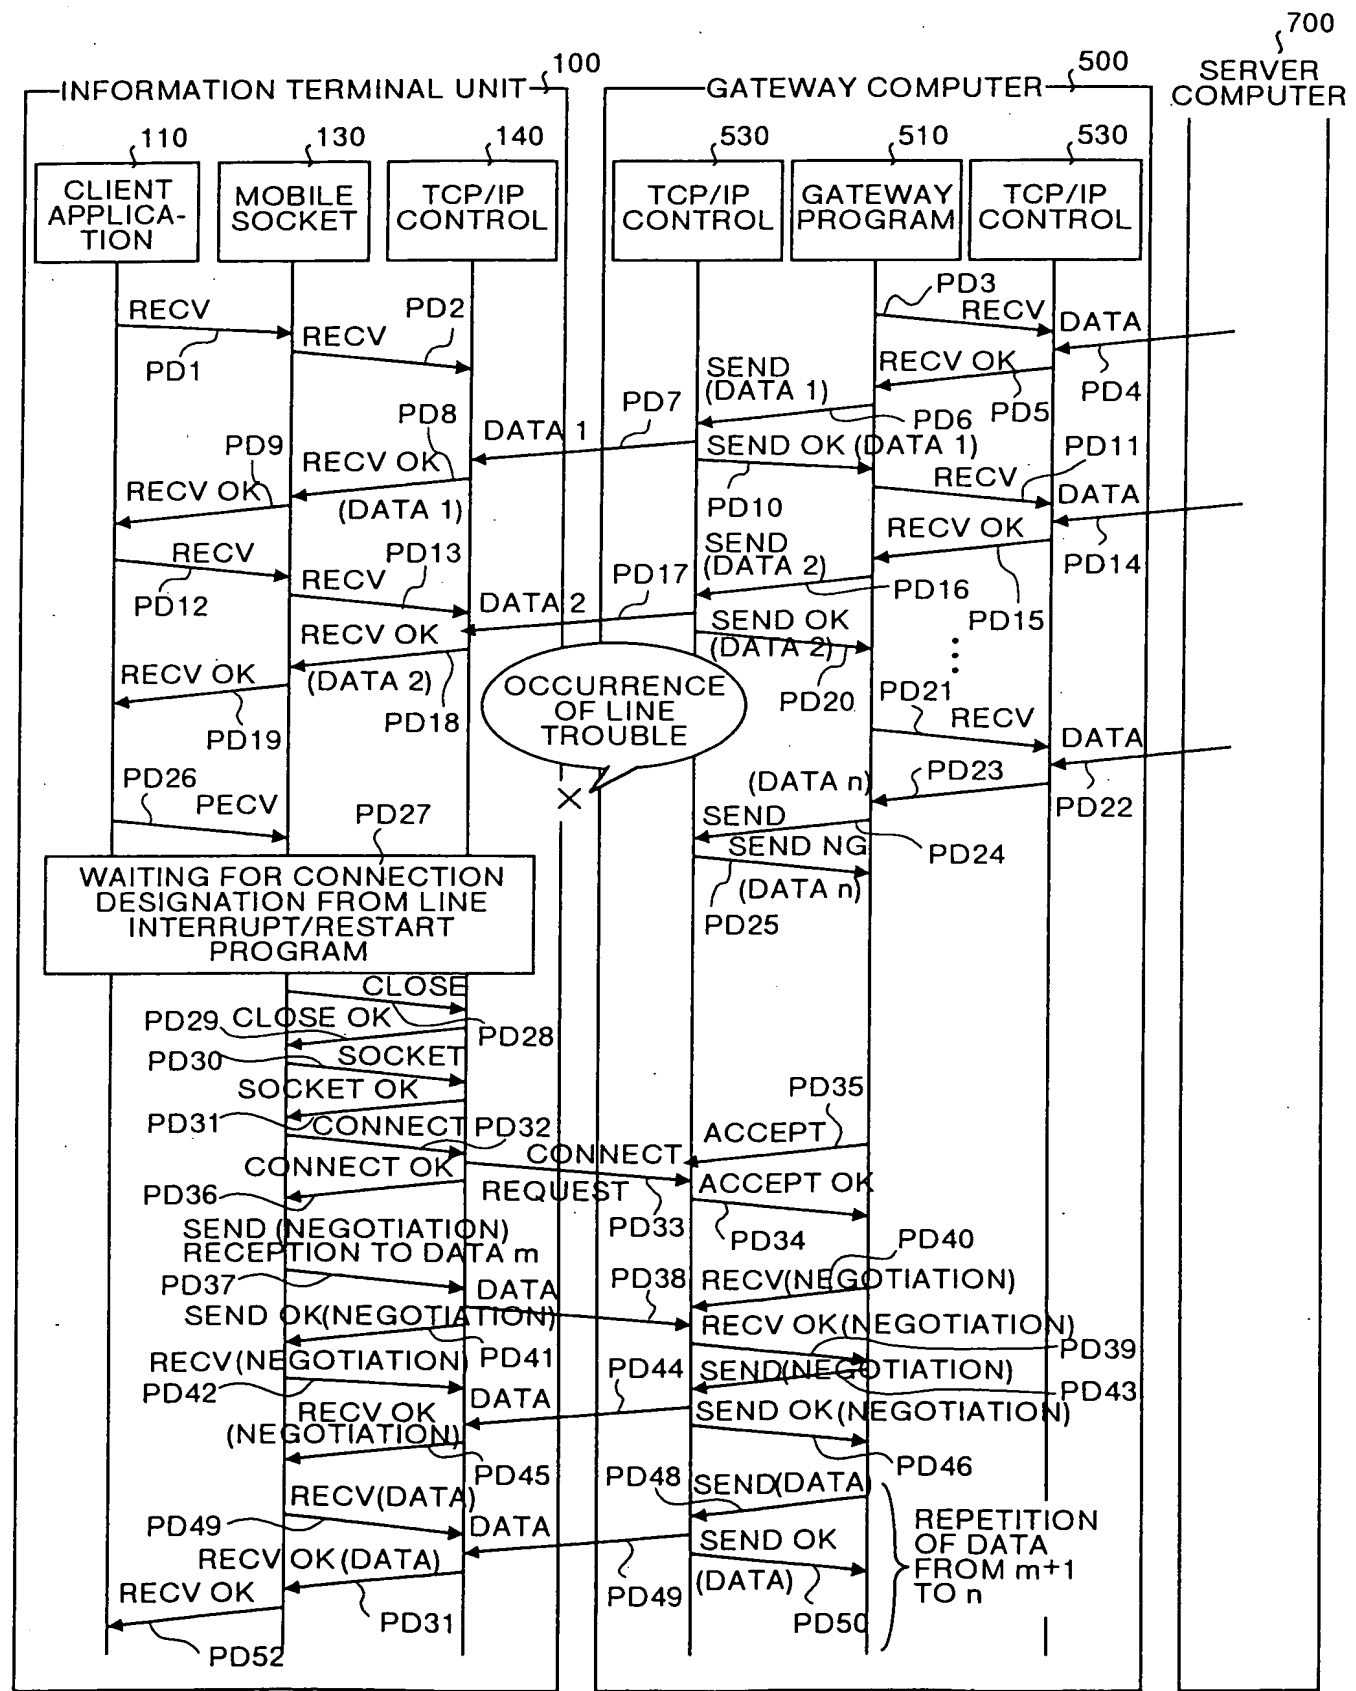 700
INFORMATION TERMINAL UNIT
100
GATEWAY COMPUTER
500
SERVER
COMPUTER
110
130
140
530
510
530
CLIENT
APPLICA-
TION
MOBILE
SOCKET
TCP/IP
CONTROL
TCP/IP
CONTROL
GATEWAY
PROGRAM
TCP/IP
CONTROL
PD3
RECV
PD2
RECV
DATA
RECV
PD1
RECV OK
PD4
SEND
(DATA 1)
PD5
PD6
PD7
PD8
DATA 1
PD9
SEND OK (DATA 1)
PD11
RECV OK
RECV
RECV OK
(DATA 1)
PD10
DATA
RECV OK
SEND
(DATA 2)
PD14
RECV
PD13
PD17
PD16
RECV
PD12
DATA 2
PD15
RECV OK
SEND OK
(DATA 2)
RECV OK
(DATA 2)
OCCURRENCE
OF LINE
TROUBLE
PD20
PD21
PD18
RECV
PD19
DATA
PD26
PD23
(DATA n)
PECV
PD22
PD27
SEND
SEND NG
PD24
(DATA n)
PD25
WAITING FOR CONNECTION
DESIGNATION FROM LINE
INTERRUPT/RESTART
PROGRAM
CLOSE
PD29
CLOSE OK
PD28
PD30
SOCKET
SOCKET OK
PD35
PD31
CONNECT
PD32
ACCEPT
CONNECT
REQUEST
CONNECT OK
ACCEPT OK
PD36
PD33
PD34
SEND (NEGOTIATION)
RECEPTION TO DATA m
PD40
PD37
DATA
PD38
RECV(NEGOTIATION)
SEND OK(NEGOTIATION)
RECV OK(NEGOTIATION)
PD39
RECV(NEGOTIATION)
PD41
PD44
SEND(NEGOTIATION)
PD42
DATA
PD43
RECV OK
(NEGOTIATION)
SEND OK(NEGOTIATION)
PD45
PD46
PD48
SEND(DATA)
RECV(DATA)
PD49
DATA
SEND OK
(DATA)
REPETITION
OF DATA
FROM m+1
TO n
RECV OK(DATA)
PD49
RECV OK
PD31
PD50
PD52